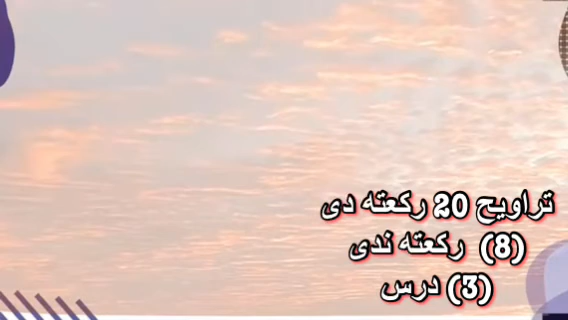 تراویح 20 رکعته دی
(8) رکعته ندی
(3) درس